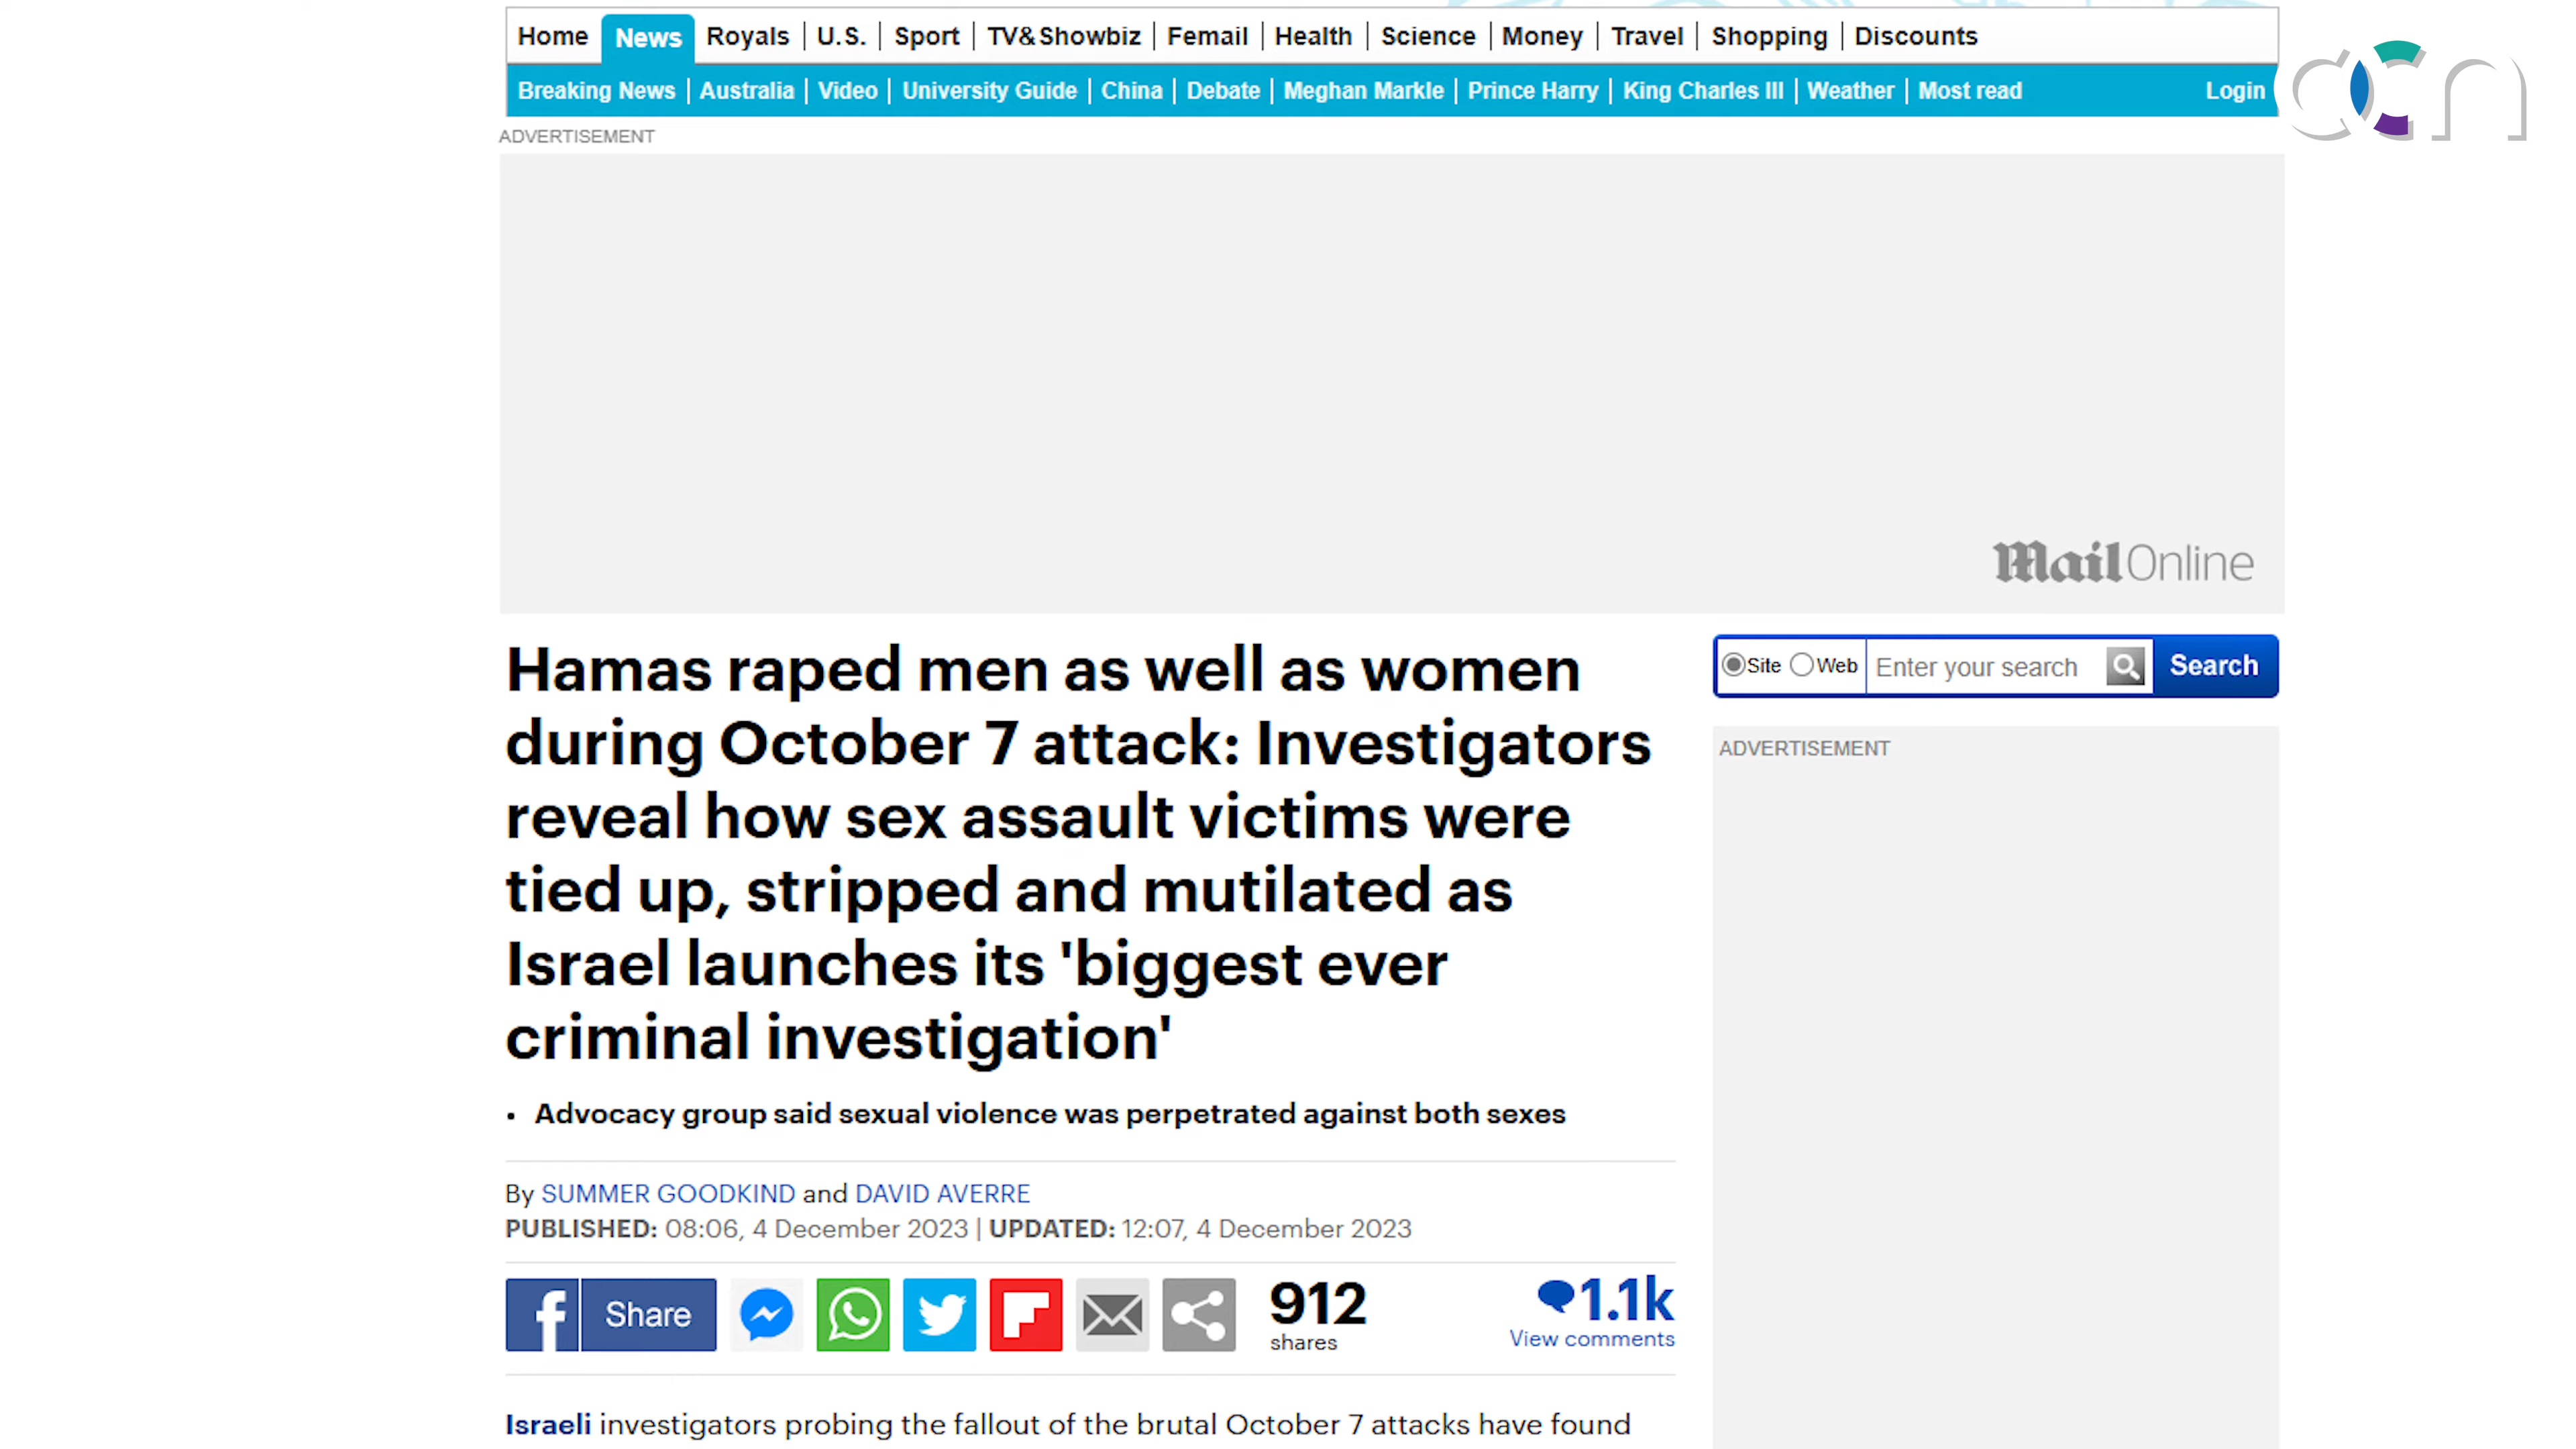 Home News Royals U.S. Sport TV&Showbiz Femail Health Science Money Travel Shopping Discounts
Breaking News Australia Video University Guide China Debate Meghan Markle Prince Harry King Charles III Weather Most read Login
ccn
ADVERTISEMENT
Mail Online
Hamas raped men as well as women
during October 7 attack: Investigators
reveal how sex assault victims were
tied up, stripped and mutilated as
Israel launches its 'biggest ever
criminal investigation'
Site Web Enter your search Search
ADVERTISEMENT
• Advocacy group said sexual violence was perpetrated against both sexes
By SUMMER GOODKIND and DAVID AVERRE
PUBLISHED: 08:06, 4 December 2023 | UPDATED: 12:07, 4 December 2023
f Share 912 shares
1.1k
View comments
Israeli investigators probing the fallout of the brutal October 7 attacks have found